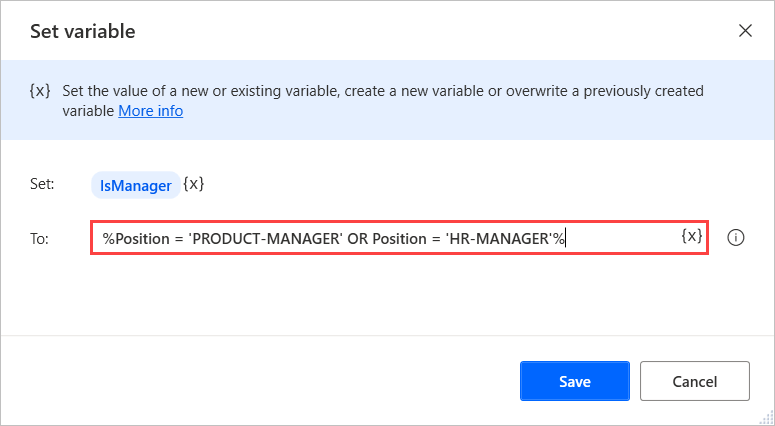 Set variable
{x} Set the value of a new or existing variable, create a new variable or overwrite a previously created
variable More info
Set: IsManager {x}
To: %Position = 'PRODUCT-MANAGER' OR Position = 'HR-MANAGER'% {x}
Save Cancel